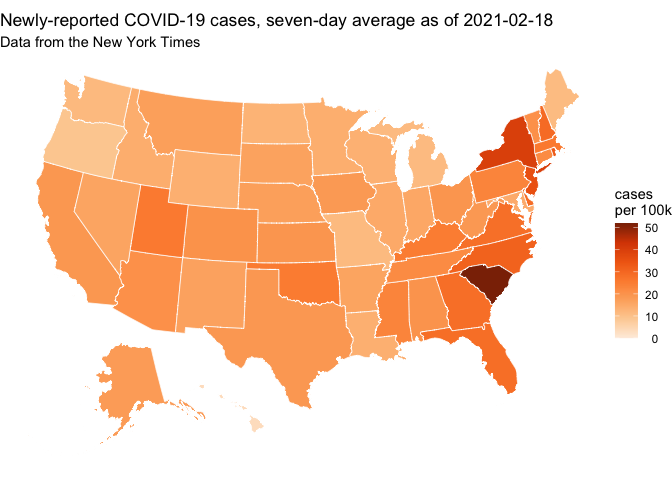 Newly-reported COVID-19 cases, seven-day average as of 2021-02-18
Data from the New York Times
cases
per 100k
50
40
30
20
10
0